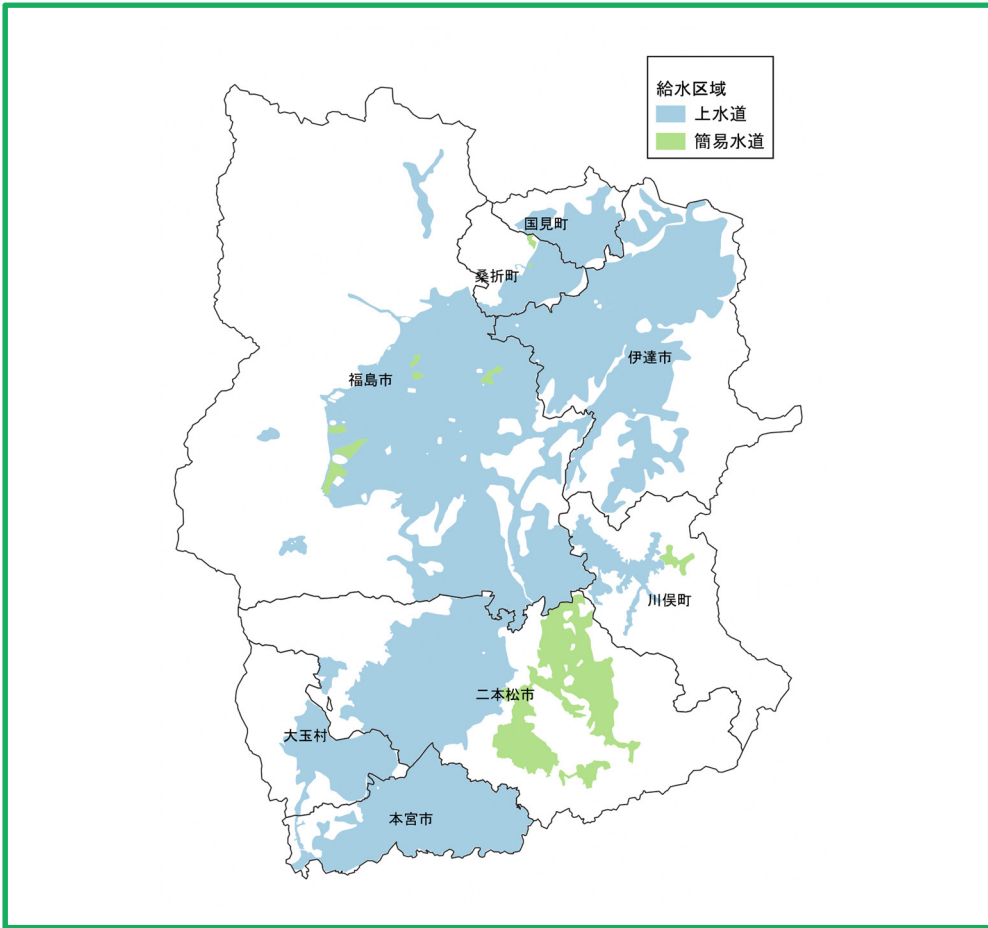 給水区域
上水道
簡易水道
国見町
桑折町
伊達市
福島市
川俣町
二本松市
大玉村
本宮市